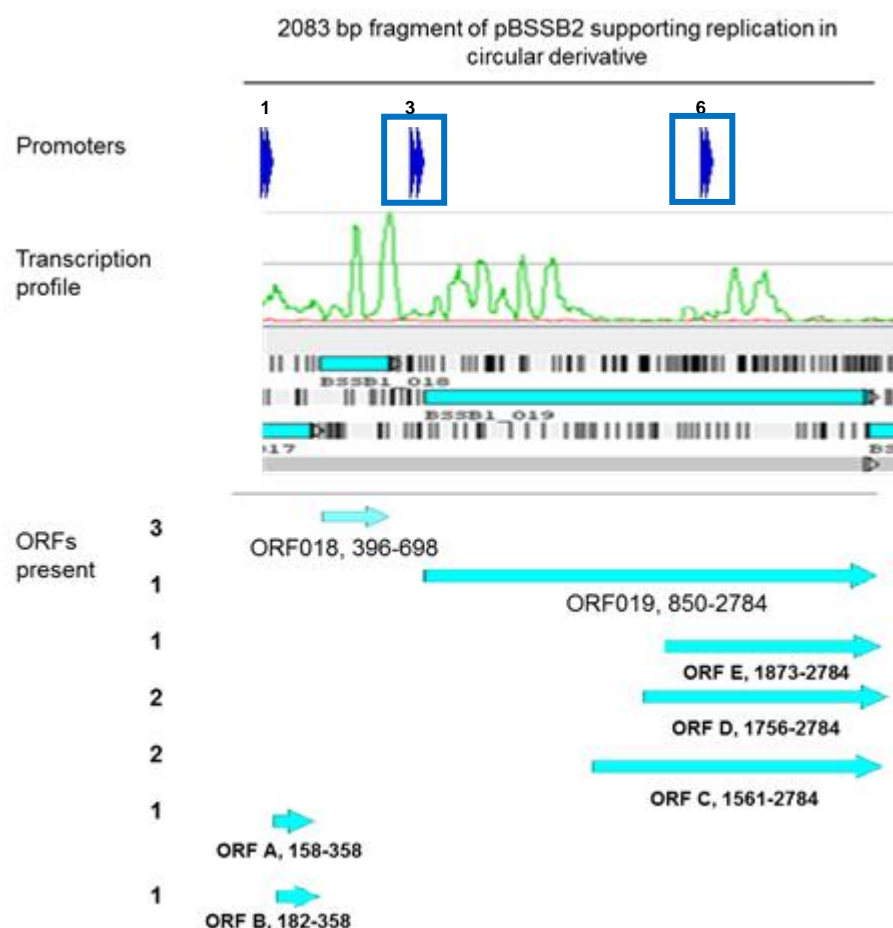 2083 bp fragment of pBSSB2 supporting replication in
circular derivative
1 3 6
Promoters
Transcription
profile
BSSB1_018
BSSB1_019
017 BS
ORFs
present
3
ORF018, 396-698
1
ORF019, 850-2784
1
ORF E, 1873-2784
2
ORF D, 1756-2784
2
ORF C, 1561-2784
1
ORF A, 158-358
1
ORF B, 182-358